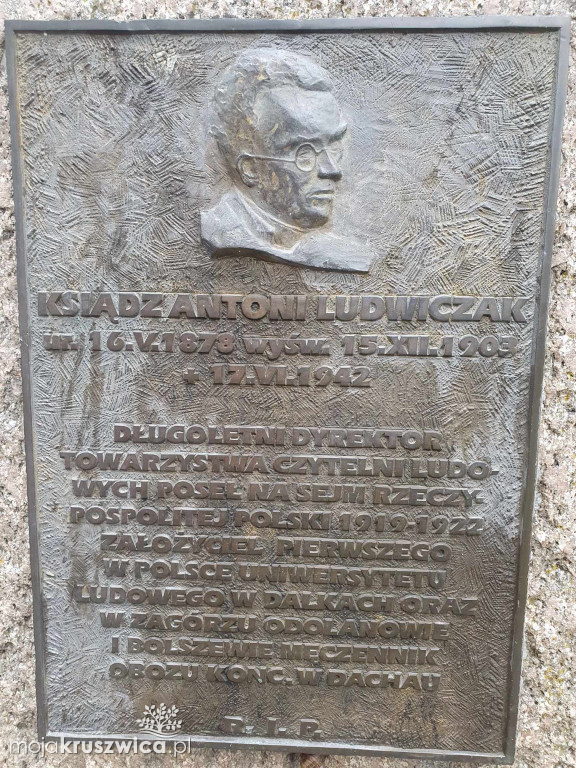 KSIĄDZ ANTONI LUDWICZAK
ur. 16.V.1878 wyśw. 15.XII.1903
+ 17.VI.1942
DŁUGOLETNI DYREKTOR
TOWARZYSTWA CZYTELNI LUDO-
WYCH, POSEŁ NA SEJM RZECZY-
POSPOLITEJ POLSKI 1919-1922
ZAŁOŻYCIEL PIERWSZEGO
W POLSCE UNIWERSYTETU
LUDOWEGO W DALKACH ORAZ
W ZAGÓRZU ODOLANOWIE
I BOLSZEWIE MĘCZENNIK
OBOZU KONC. W DACHAU
R. I. P.
mojakruszwica.pl